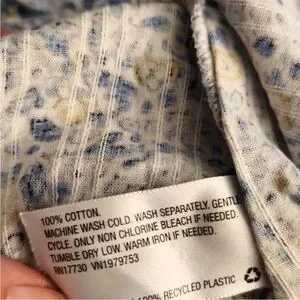 100% COTTON.
MACHINE WASH COLD. WASH SEPARATELY, GENTLE
CYCLE. ONLY NON CHLORINE BLEACH IF NEEDED.
TUMBLE DRY LOW. WARM IRON IF NEEDED.
RN17730 VN1979753
100% RECYCLED PLASTIC